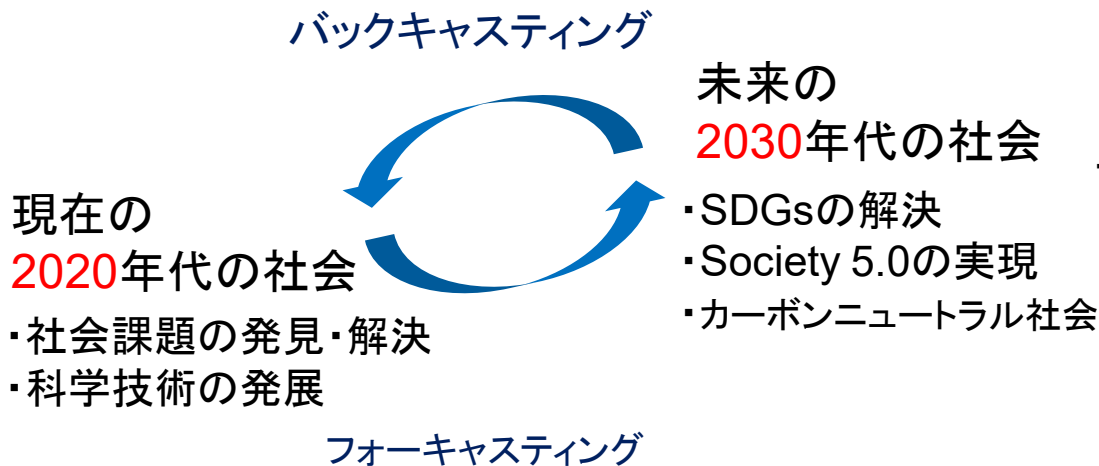 バックキャスティング
未来の
2030年代の社会
・SDGsの解決
・Society 5.0の実現
・カーボンニュートラル社会
現在の
2020年代の社会
・社会課題の発見・解決
・科学技術の発展
フォーキャスティング